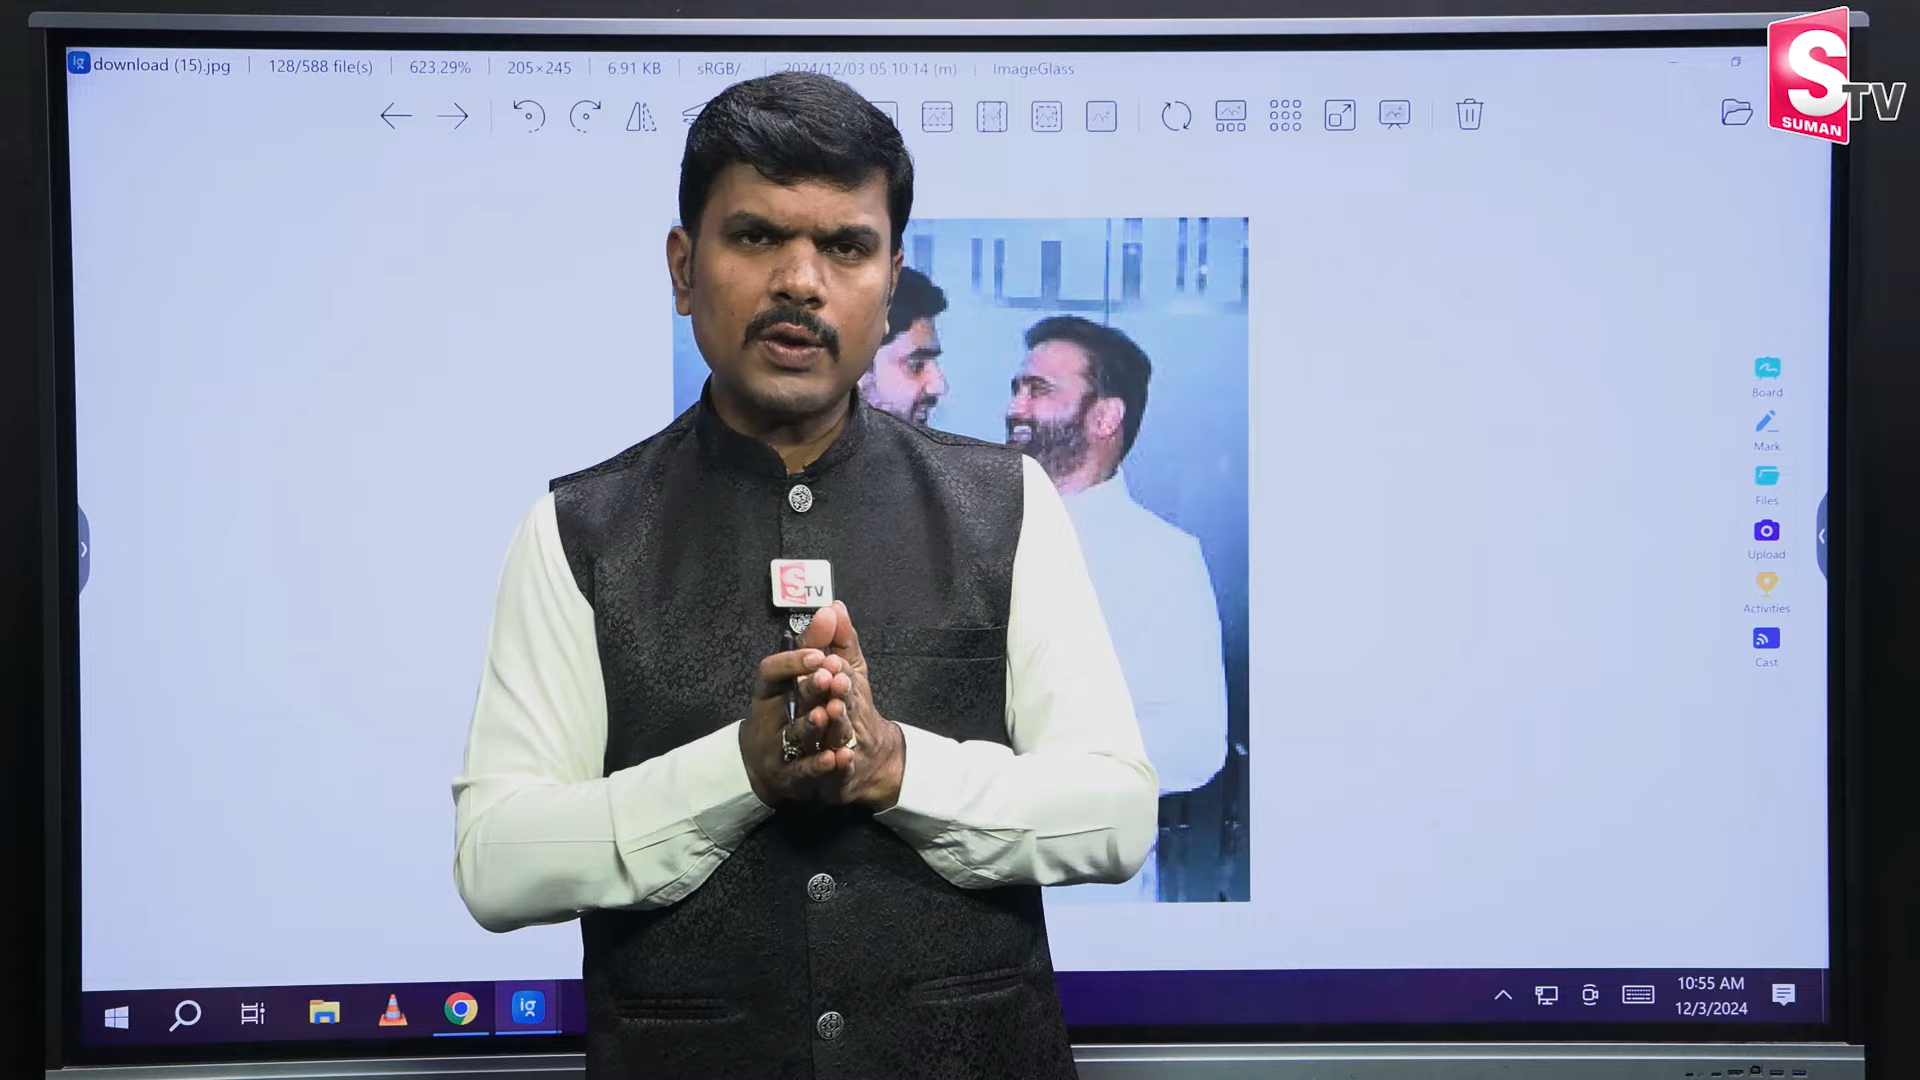 download (15).jpg | 128/588 file(s) | 623.29% | 205×245 | 6.91 KB | sRGB/- | 2024/12/03 05:10:14 (m) | ImageGlass
S
TV
SUMAN
Board
Mark
Files
Upload
Activities
Cast
STV
10:55 AM
12/3/2024